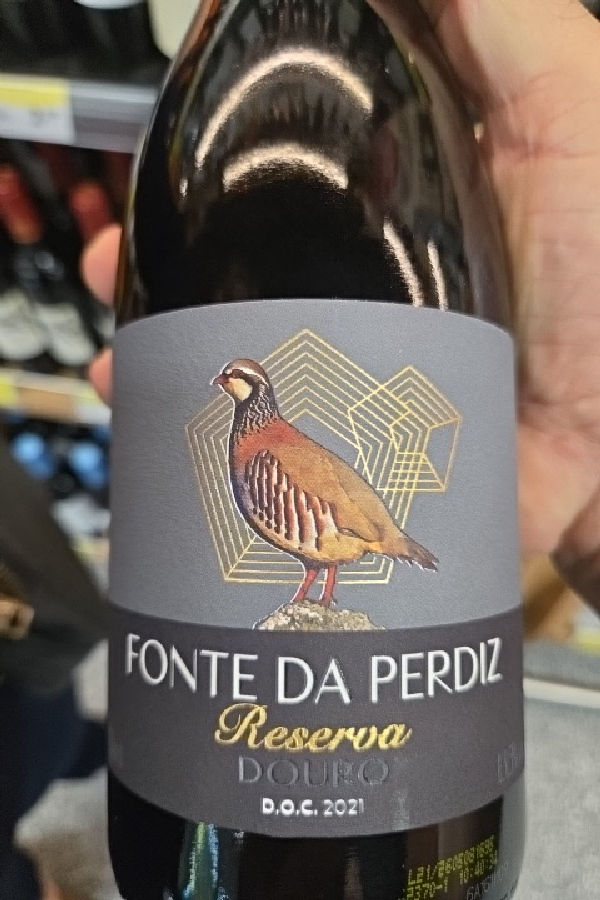 FONTE DA PERDIZ
Reserva
DOURO
D.O.C. 2021